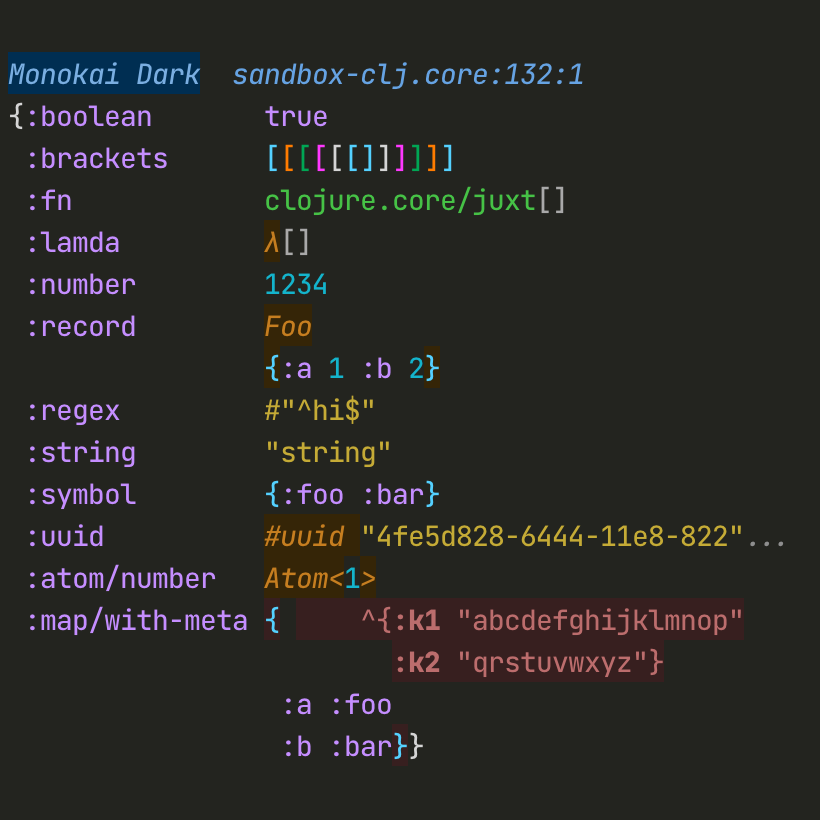 Monokai Dark  sandbox-clj.core:132:1
{:boolean       true
 :brackets      [[[[[[[]]]]]]]
 :fn            clojure.core/juxt[]
 :lamda         λ[]
 :number        1234
 :record        Foo
                {:a 1 :b 2}
 :regex         #"^hi$"
 :string        "string"
 :symbol        {:foo :bar}
 :uuid          #uuid "4fe5d828-6444-11e8-822"...
 :atom/number   Atom<1>
 :map/with-meta {     ^{:k1 "abcdefghijklmnop"
                        :k2 "qrstuvwxyz"}
                 :a :foo
                 :b :bar}}